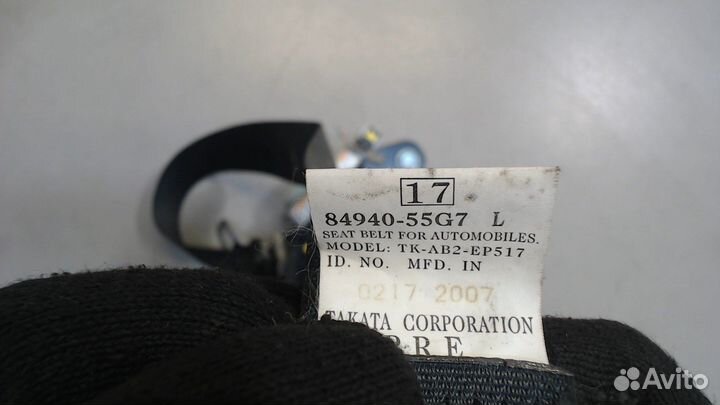 17
84940-55G7 L
SEAT BELT FOR AUTOMOBILES.
MODEL: TK-AB2-EP517
ID. NO. MFD. IN
0217 2007
TAKATA CORPORATION
RRE
Avito